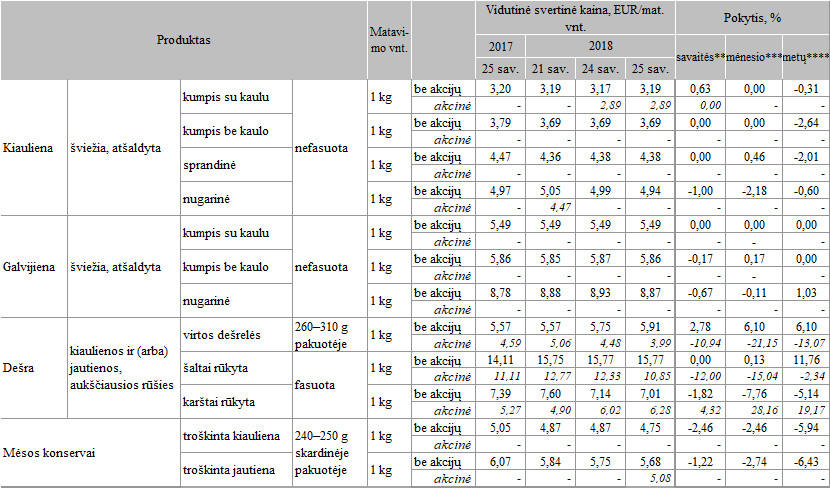 Produktas Matavi- mo vnt. Vidutinė svertinė kaina, EUR/mat. vnt. Pokytis, %
2017 2018 savaitės** mėnesio*** metų****
25 sav. 21 sav. 24 sav. 25 sav.
Kiauliena šviežia, atšaldyta kumpis su kaulu nefasuota 1 kg be akcijų 3,20 3,19 3,17 3,19 0,63 0,00 -0,31
akcinė - - 2,89 2,89 0,00 - -
kumpis be kaulo 1 kg be akcijų 3,79 3,69 3,69 3,69 0,00 0,00 -2,64
akcinė - - - - - - -
sprandinė 1 kg be akcijų 4,47 4,36 4,38 4,38 0,00 0,46 -2,01
akcinė - - - - - - -
nugarinė 1 kg be akcijų 4,97 5,05 4,99 4,94 -1,00 -2,18 -0,60
akcinė - 4,47 - - - - -
Galvijiena šviežia, atšaldyta kumpis su kaulu nefasuota 1 kg be akcijų 5,49 5,49 5,49 5,49 0,00 0,00 0,00
akcinė - - - - - - -
kumpis be kaulo 1 kg be akcijų 5,86 5,85 5,87 5,86 -0,17 0,17 0,00
akcinė - - - - - - -
nugarinė 1 kg be akcijų 8,78 8,88 8,93 8,87 -0,67 -0,11 1,03
akcinė - - - - - - -
Dešra kiaulienos ir (arba) jautienos, aukščiausios rūšies virtos dešrelės 260–310 g pakuotėje 1 kg be akcijų 5,57 5,57 5,75 5,91 2,78 6,10 6,10
akcinė 4,59 5,06 4,48 3,99 -10,94 -21,15 -13,07
šaltai rūkyta fasuota 1 kg be akcijų 14,11 15,75 15,77 15,77 0,00 0,13 11,76
akcinė 11,11 12,77 12,33 10,85 -12,00 -15,04 -2,34
karštai rūkyta 1 kg be akcijų 7,39 7,60 7,14 7,01 -1,82 -7,76 -5,14
akcinė 5,27 4,90 6,02 6,28 4,32 28,16 19,17
Mėsos konservai troškinta kiauliena 240–250 g skardinėje pakuotėje 1 kg be akcijų 5,05 4,87 4,87 4,75 -2,46 -2,46 -5,94
akcinė - - - - - - -
troškinta jautiena 1 kg be akcijų 6,07 5,84 5,75 5,68 -1,22 -2,74 -6,43
akcinė - - - 5,08 - - -